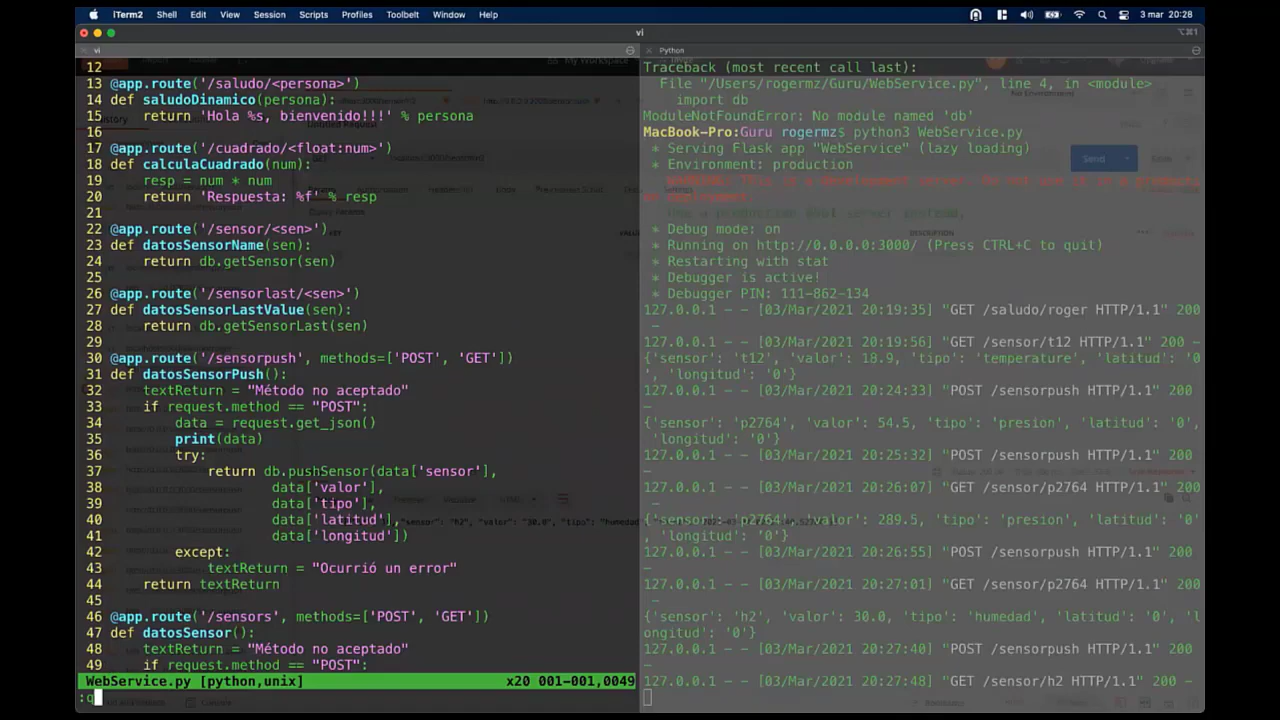 iTerm2 Shell Edit View Session Scripts Profiles Toolbelt Window Help 3 mar 20:28
vi
vi
12
13 @app.route('/saludo/<persona>')
14 def saludoDinamico(persona):
15     return 'Hola %s, bienvenido!!!' % persona
16
17 @app.route('/cuadrado/<float:num>')
18 def calculaCuadrado(num):
19     resp = num * num
20     return 'Respuesta: %f' % resp
21
22 @app.route('/sensor/<sen>')
23 def datosSensorName(sen):
24     return db.getSensor(sen)
25
26 @app.route('/sensorlast/<sen>')
27 def datosSensorLastValue(sen):
28     return db.getSensorLast(sen)
29
30 @app.route('/sensorpush', methods=['POST', 'GET'])
31 def datosSensorPush():
32     textReturn = "Método no aceptado"
33     if request.method == "POST":
34         data = request.get_json()
35         print(data)
36         try:
37             return db.pushSensor(data['sensor'],
38                     data['valor'],
39                     data['tipo'],
40                     data['latitud'],
41                     data['longitud'])
42         except:
43             textReturn = "Ocurrió un error"
44     return textReturn
45
46 @app.route('/sensors', methods=['POST', 'GET'])
47 def datosSensor():
48     textReturn = "Método no aceptado"
49     if request.method == "POST":
WebService.py [python,unix] x20 001-001,0049
:q
Python
Traceback (most recent call last):
  File "/Users/rogermz/Guru/WebService.py", line 4, in <module>
    import db
ModuleNotFoundError: No module named 'db'
MacBook-Pro:Guru rogermz$ python3 WebService.py
 * Serving Flask app "WebService" (lazy loading)
 * Environment: production
 * Debug mode: on
 * Running on http://0.0.0.0:3000/ (Press CTRL+C to quit)
 * Restarting with stat
 * Debugger is active!
 * Debugger PIN: 111-862-134
127.0.0.1 - - [03/Mar/2021 20:19:35] "GET /saludo/roger HTTP/1.1" 200
-
127.0.0.1 - - [03/Mar/2021 20:19:56] "GET /sensor/t12 HTTP/1.1" 200 -
{'sensor': 't12', 'valor': 18.9, 'tipo': 'temperature', 'latitud': '0'
, 'longitud': '0'}
127.0.0.1 - - [03/Mar/2021 20:24:33] "POST /sensorpush HTTP/1.1" 200
-
{'sensor': 'p2764', 'valor': 54.5, 'tipo': 'presion', 'latitud': '0',
 'longitud': '0'}
127.0.0.1 - - [03/Mar/2021 20:25:32] "POST /sensorpush HTTP/1.1" 200
-
127.0.0.1 - - [03/Mar/2021 20:26:07] "GET /sensor/p2764 HTTP/1.1" 200
-
{'sensor': 'p2764', 'valor': 289.5, 'tipo': 'presion', 'latitud': '0'
, 'longitud': '0'}
127.0.0.1 - - [03/Mar/2021 20:26:55] "POST /sensorpush HTTP/1.1" 200
-
127.0.0.1 - - [03/Mar/2021 20:27:01] "GET /sensor/p2764 HTTP/1.1" 200
-
{'sensor': 'h2', 'valor': 30.0, 'tipo': 'humedad', 'latitud': '0', 'l
ongitud': '0'}
127.0.0.1 - - [03/Mar/2021 20:27:40] "POST /sensorpush HTTP/1.1" 200
-
127.0.0.1 - - [03/Mar/2021 20:27:48] "GET /sensor/h2 HTTP/1.1" 200 -
Send